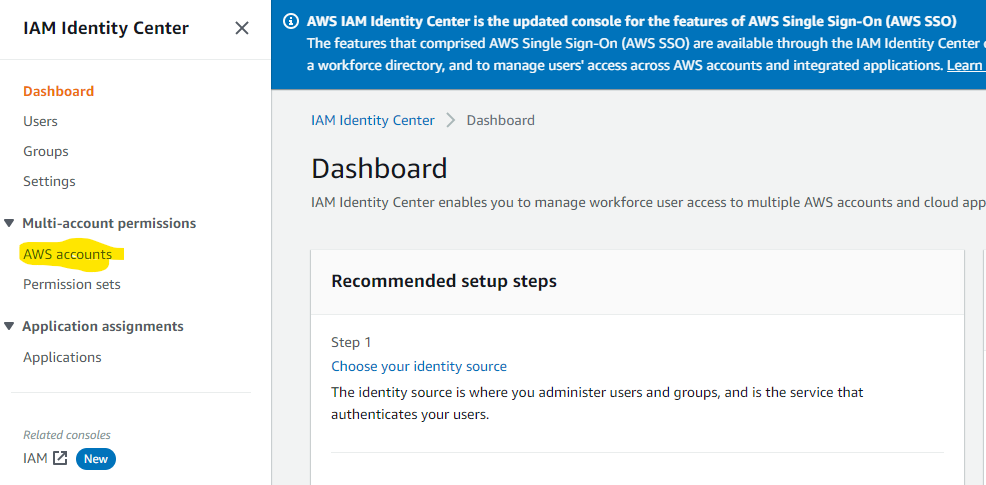 IAM Identity Center
Dashboard
Users
Groups
Settings
Multi-account permissions
AWS accounts
Permission sets
Application assignments
Applications
Related consoles
IAM New
AWS IAM Identity Center is the updated console for the features of AWS Single Sign-On (AWS SSO)
The features that comprised AWS Single Sign-On (AWS SSO) are available through the IAM Identity Center
a workforce directory, and to manage users' access across AWS accounts and integrated applications. Learn
IAM Identity Center Dashboard
Dashboard
IAM Identity Center enables you to manage workforce user access to multiple AWS accounts and cloud app
Recommended setup steps
Step 1
Choose your identity source
The identity source is where you administer users and groups, and is the service that
authenticates your users.